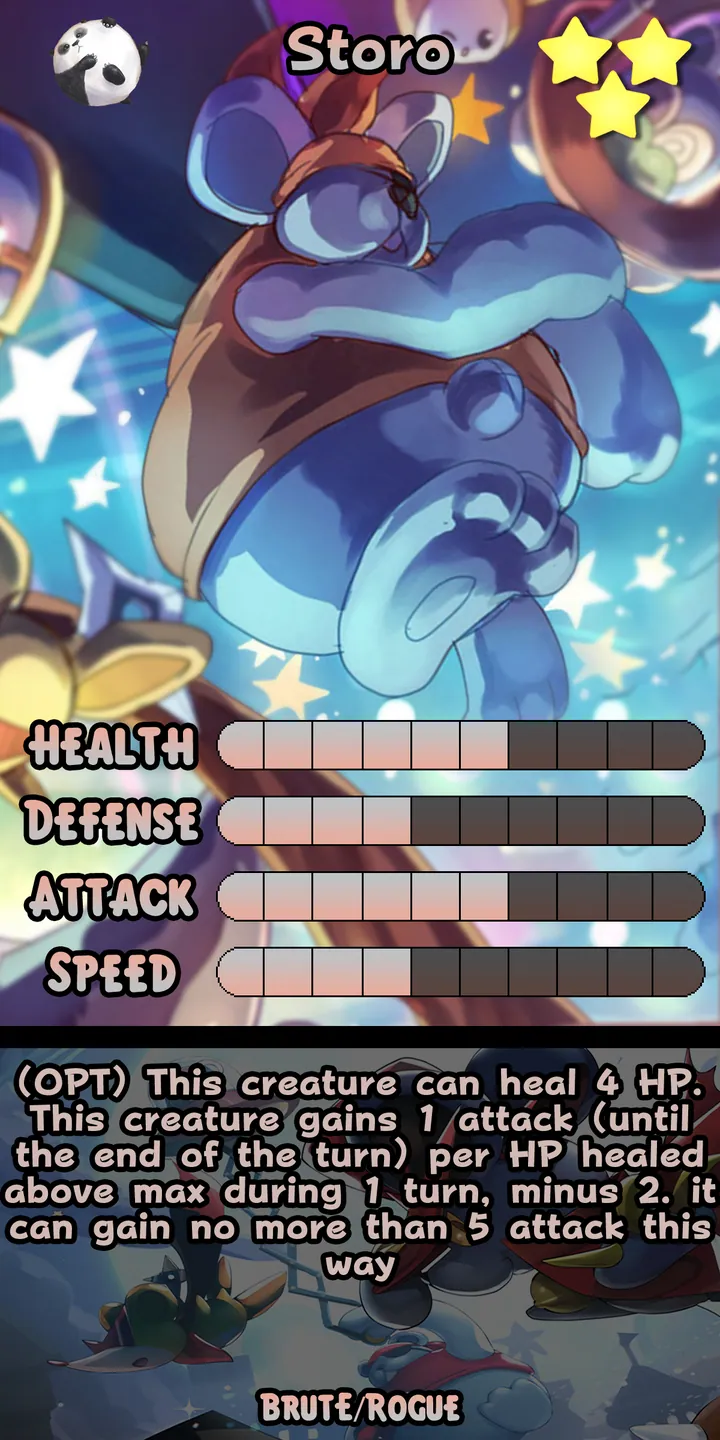 Storo
HEALTH
DEFENSE
ATTACK
SPEED
(OPT) This creature can heal 4 HP.
This creature gains 1 attack (until
the end of the turn) per HP healed
above max during 1 turn, minus 2. it
can gain no more than 5 attack this
way
BRUTE/ROGUE